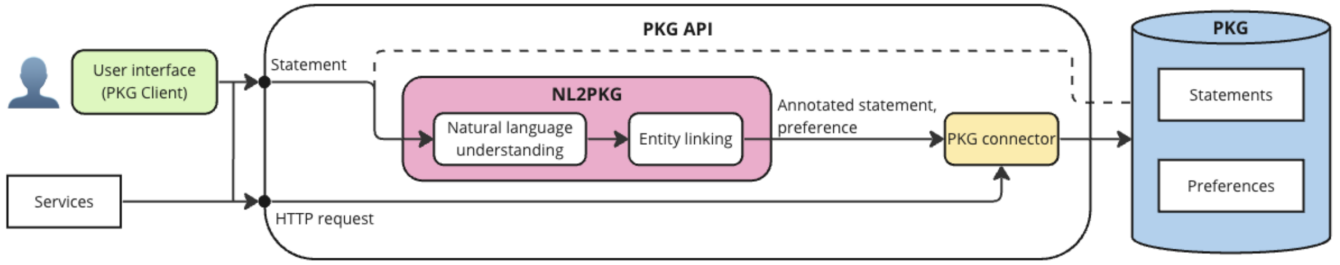 PKG API
PKG
User interface
(PKG Client)
Statement
NL2PKG
Natural language
understanding
Entity linking
Annotated statement,
preference
PKG connector
Statements
Preferences
Services
HTTP request